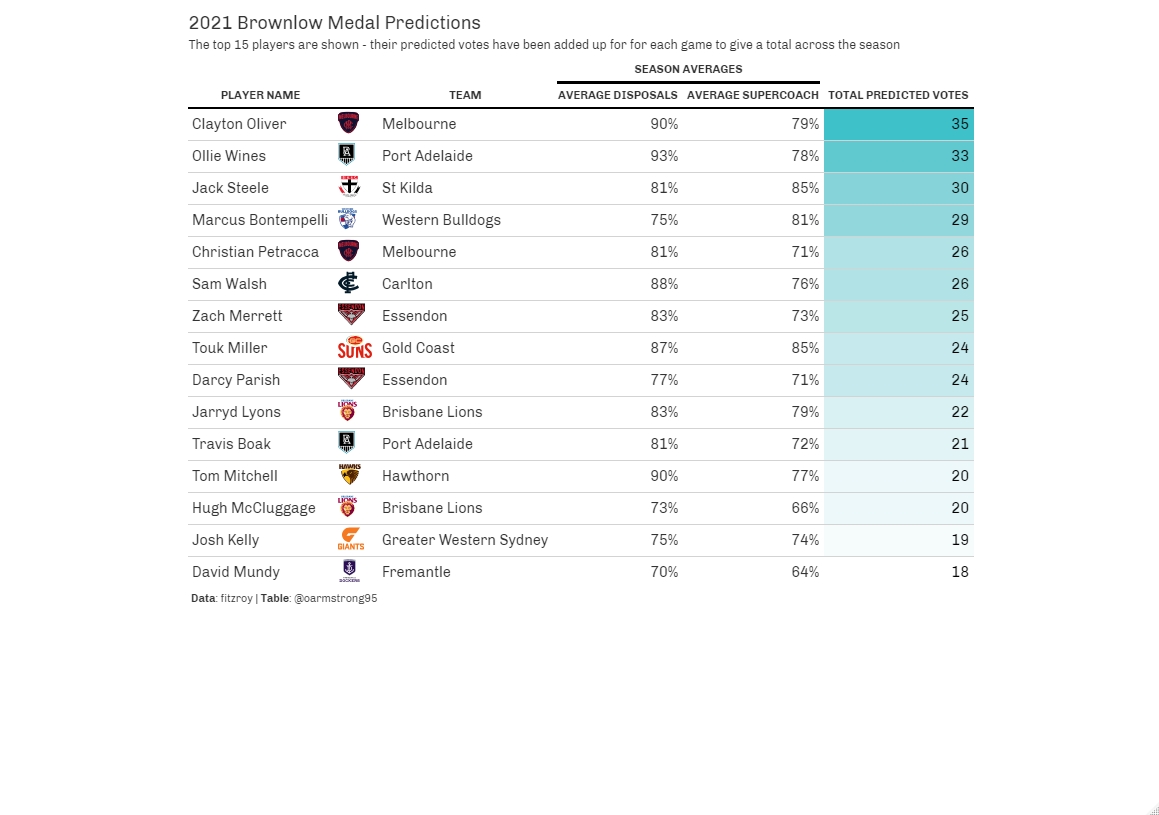 2021 Brownlow Medal Predictions
The top 15 players are shown - their predicted votes have been added up for for each game to give a total across the season
SEASON AVERAGES
PLAYER NAME TEAM AVERAGE DISPOSALS AVERAGE SUPERCOACH TOTAL PREDICTED VOTES
Clayton Oliver Melbourne 90% 79% 35
Ollie Wines Port Adelaide 93% 78% 33
Jack Steele St Kilda 81% 85% 30
Marcus Bontempelli Western Bulldogs 75% 81% 29
Christian Petracca Melbourne 81% 71% 26
Sam Walsh Carlton 88% 76% 26
Zach Merrett ESSENDON Essendon 83% 73% 25
Touk Miller SUNS Gold Coast 87% 85% 24
Darcy Parish ESSENDON Essendon 77% 71% 24
Jarryd Lyons LIONS Brisbane Lions 83% 79% 22
Travis Boak Port Adelaide 81% 72% 21
Tom Mitchell HAWKS Hawthorn 90% 77% 20
Hugh McCluggage LIONS Brisbane Lions 73% 66% 20
Josh Kelly GIANTS Greater Western Sydney 75% 74% 19
David Mundy Fremantle 70% 64% 18
Data: fitzroy | Table: @oarmstrong95